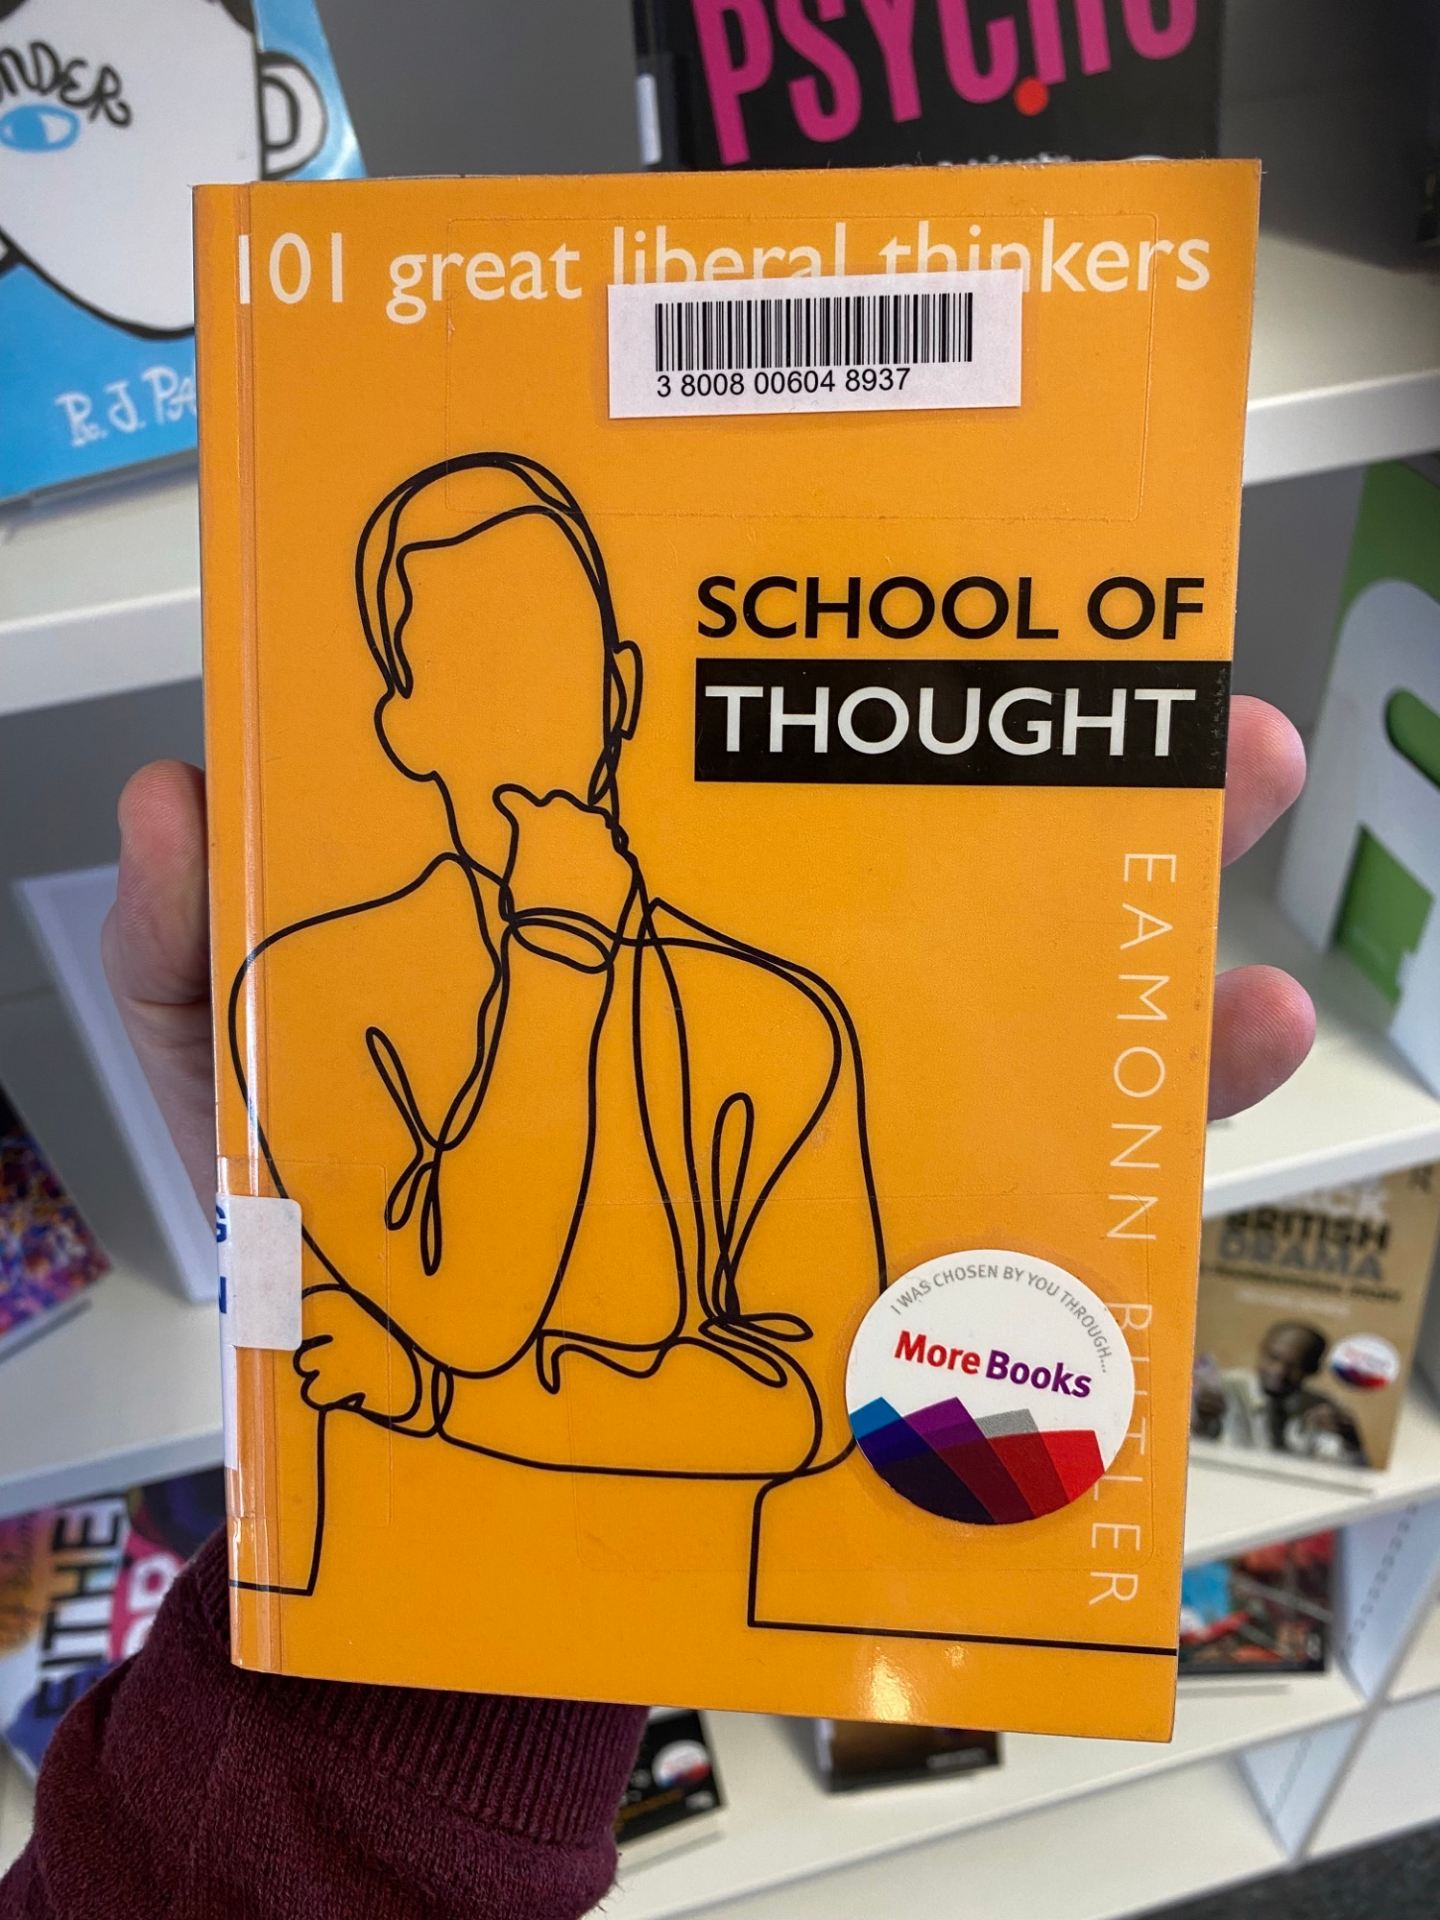 PSYCHO
R. J. PA
101 great liberal thinkers
3 8008 00604 8937
SCHOOL OF
THOUGHT
EAMONN BUTLER
I WAS CHOSEN BY YOU THROUGH...
More Books
G
N
BRITISH
DRAMA